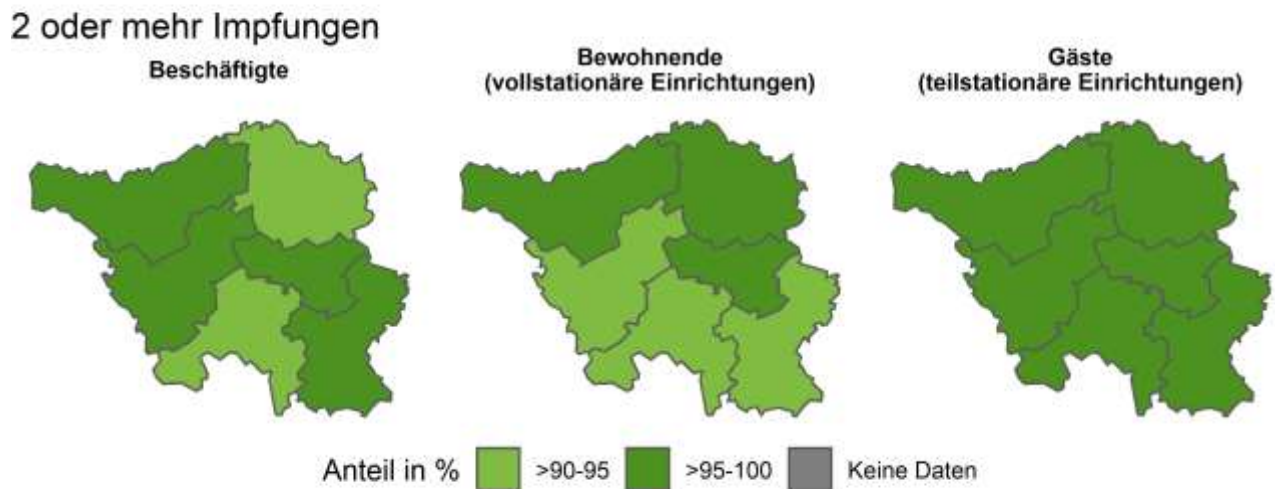 2 oder mehr Impfungen
Beschäftigte
Bewohnende
(vollstationäre Einrichtungen)
Gäste
(teilstationäre Einrichtungen)
Anteil in % >90-95 >95-100 Keine Daten